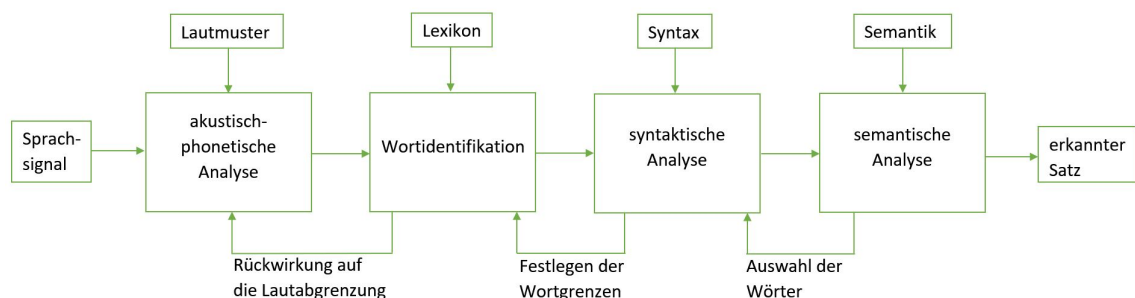 Lautmuster
Lexikon
Syntax
Semantik
Sprach-
signal
akustisch-
phonetische
Analyse
Wortidentifikation
syntaktische
Analyse
semantische
Analyse
erkannter
Satz
Rückwirkung auf
die Lautabgrenzung
Festlegen der
Wortgrenzen
Auswahl der
Wörter